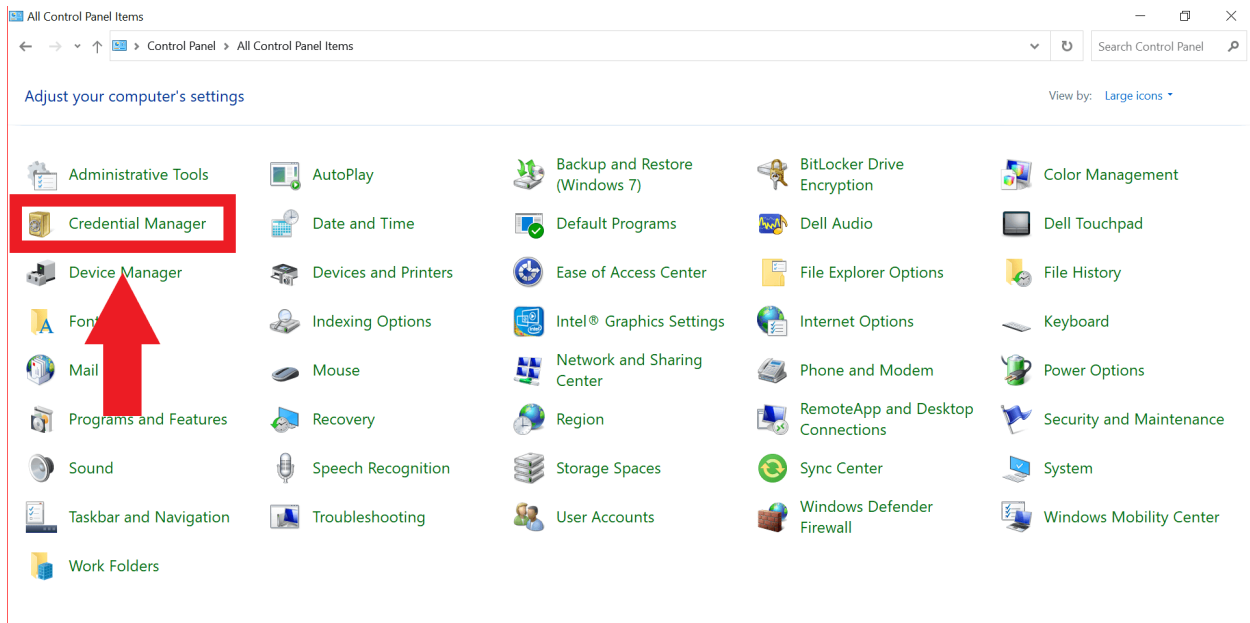 All Control Panel Items
Control Panel > All Control Panel Items
Search Control Panel
Adjust your computer's settings
View by: Large icons
Administrative Tools
AutoPlay
Backup and Restore
(Windows 7)
BitLocker Drive
Encryption
Color Management
Credential Manager
Date and Time
Default Programs
Dell Audio
Dell Touchpad
Device Manager
Devices and Printers
Ease of Access Center
File Explorer Options
File History
Indexing Options
Intel® Graphics Settings
Internet Options
Keyboard
Mail
Mouse
Network and Sharing
Center
Phone and Modem
Power Options
Programs and Features
Recovery
Region
RemoteApp and Desktop
Connections
Security and Maintenance
Sound
Speech Recognition
Storage Spaces
Sync Center
System
Taskbar and Navigation
Troubleshooting
User Accounts
Windows Defender
Firewall
Windows Mobility Center
Work Folders